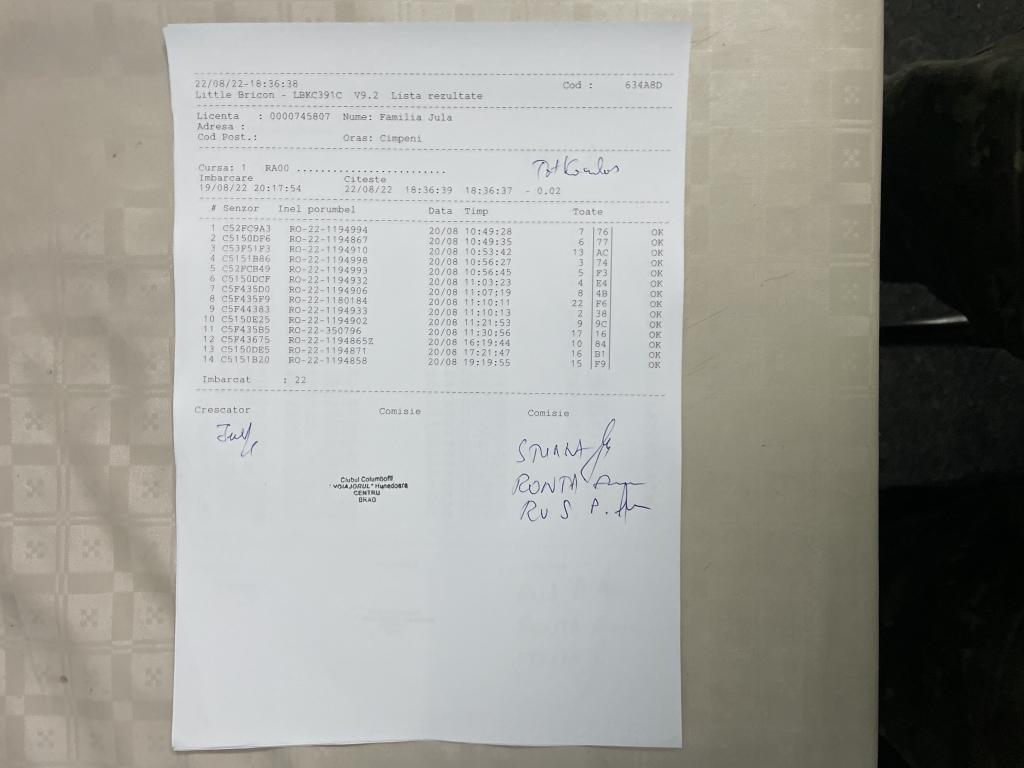 22/08/22-18:36:38 Cod : 634A8D
Little Bricon - LBKC391C V9.2 Lista rezultate
Licenta : 0000745807 Nume: Familia Jula
Adresa :
Cod Post.: Oras: Cimpeni
Cursa: 1 RA00 ........................
Imbarcare Citeste
19/08/22 20:17:54 22/08/22 18:36:39 18:36:37 - 0.02
# Senzor Inel porumbel Data Timp Toate
1 C52FC9A3 RO-22-1194994 20/08 10:49:28 7 |76| OK
2 C5150DF6 RO-22-1194867 20/08 10:49:35 6 |77| OK
3 C53F51F3 RO-22-1194910 20/08 10:53:42 13 |AC| OK
4 C5151B86 RO-22-1194998 20/08 10:56:27 3 |74| OK
5 C52FCB49 RO-22-1194993 20/08 10:56:45 5 |F3| OK
6 C5150DCF RO-22-1194932 20/08 11:03:23 4 |E4| OK
7 C5F435D0 RO-22-1194906 20/08 11:07:19 8 |4B| OK
8 C5F435F9 RO-22-1180184 20/08 11:10:11 22 |F6| OK
9 C5F44383 RO-22-1194933 20/08 11:10:13 2 |38| OK
10 C5150E25 RO-22-1194902 20/08 11:21:53 9 |9C| OK
11 C5F435B5 RO-22-350796 20/08 11:30:56 17 |16| OK
12 C5F43675 RO-22-1194865Z 20/08 16:19:44 10 |84| OK
13 C5150DE5 RO-22-1194871 20/08 17:21:47 16 |B1| OK
14 C5151B20 RO-22-1194858 20/08 19:19:55 15 |F9| OK
Imbarcat : 22
Crescator Comisie Comisie
Clubul Columbofil
"VOIAJORUL" Hunedoara
CENTRU
BRAD
RONTA
RUS P.